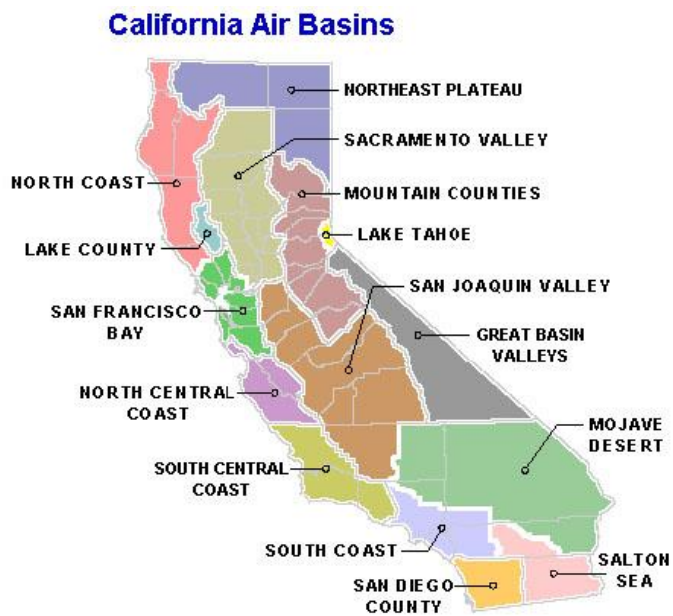 California Air Basins
NORTHEAST PLATEAU
SACRAMENTO VALLEY
NORTH COAST
MOUNTAIN COUNTIES
LAKE TAHOE
LAKE COUNTY
SAN JOAQUIN VALLEY
SAN FRANCISCO
BAY
GREAT BASIN
VALLEYS
NORTH CENTRAL
COAST
MOJAVE
DESERT
SOUTH CENTRAL
COAST
SOUTH COAST
SALTON
SEA
SAN DIEGO
COUNTY